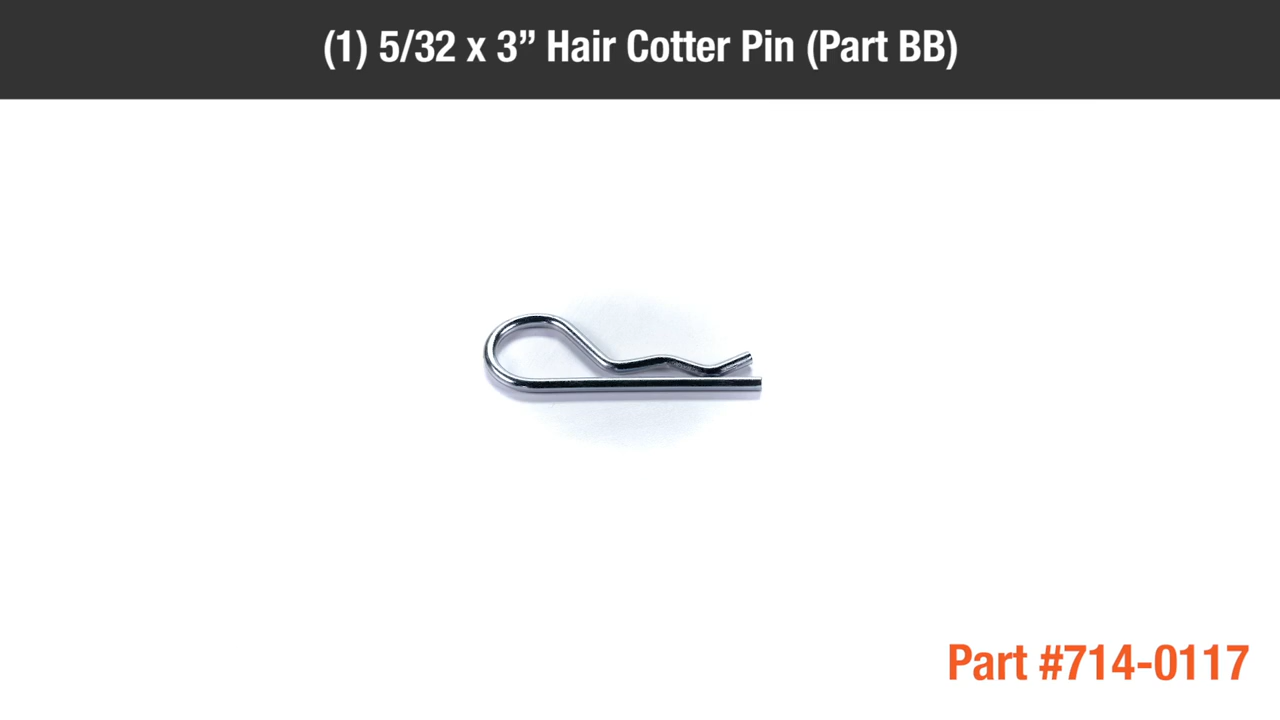 (1) 5/32 x 3” Hair Cotter Pin (Part BB)
Part #714-0117